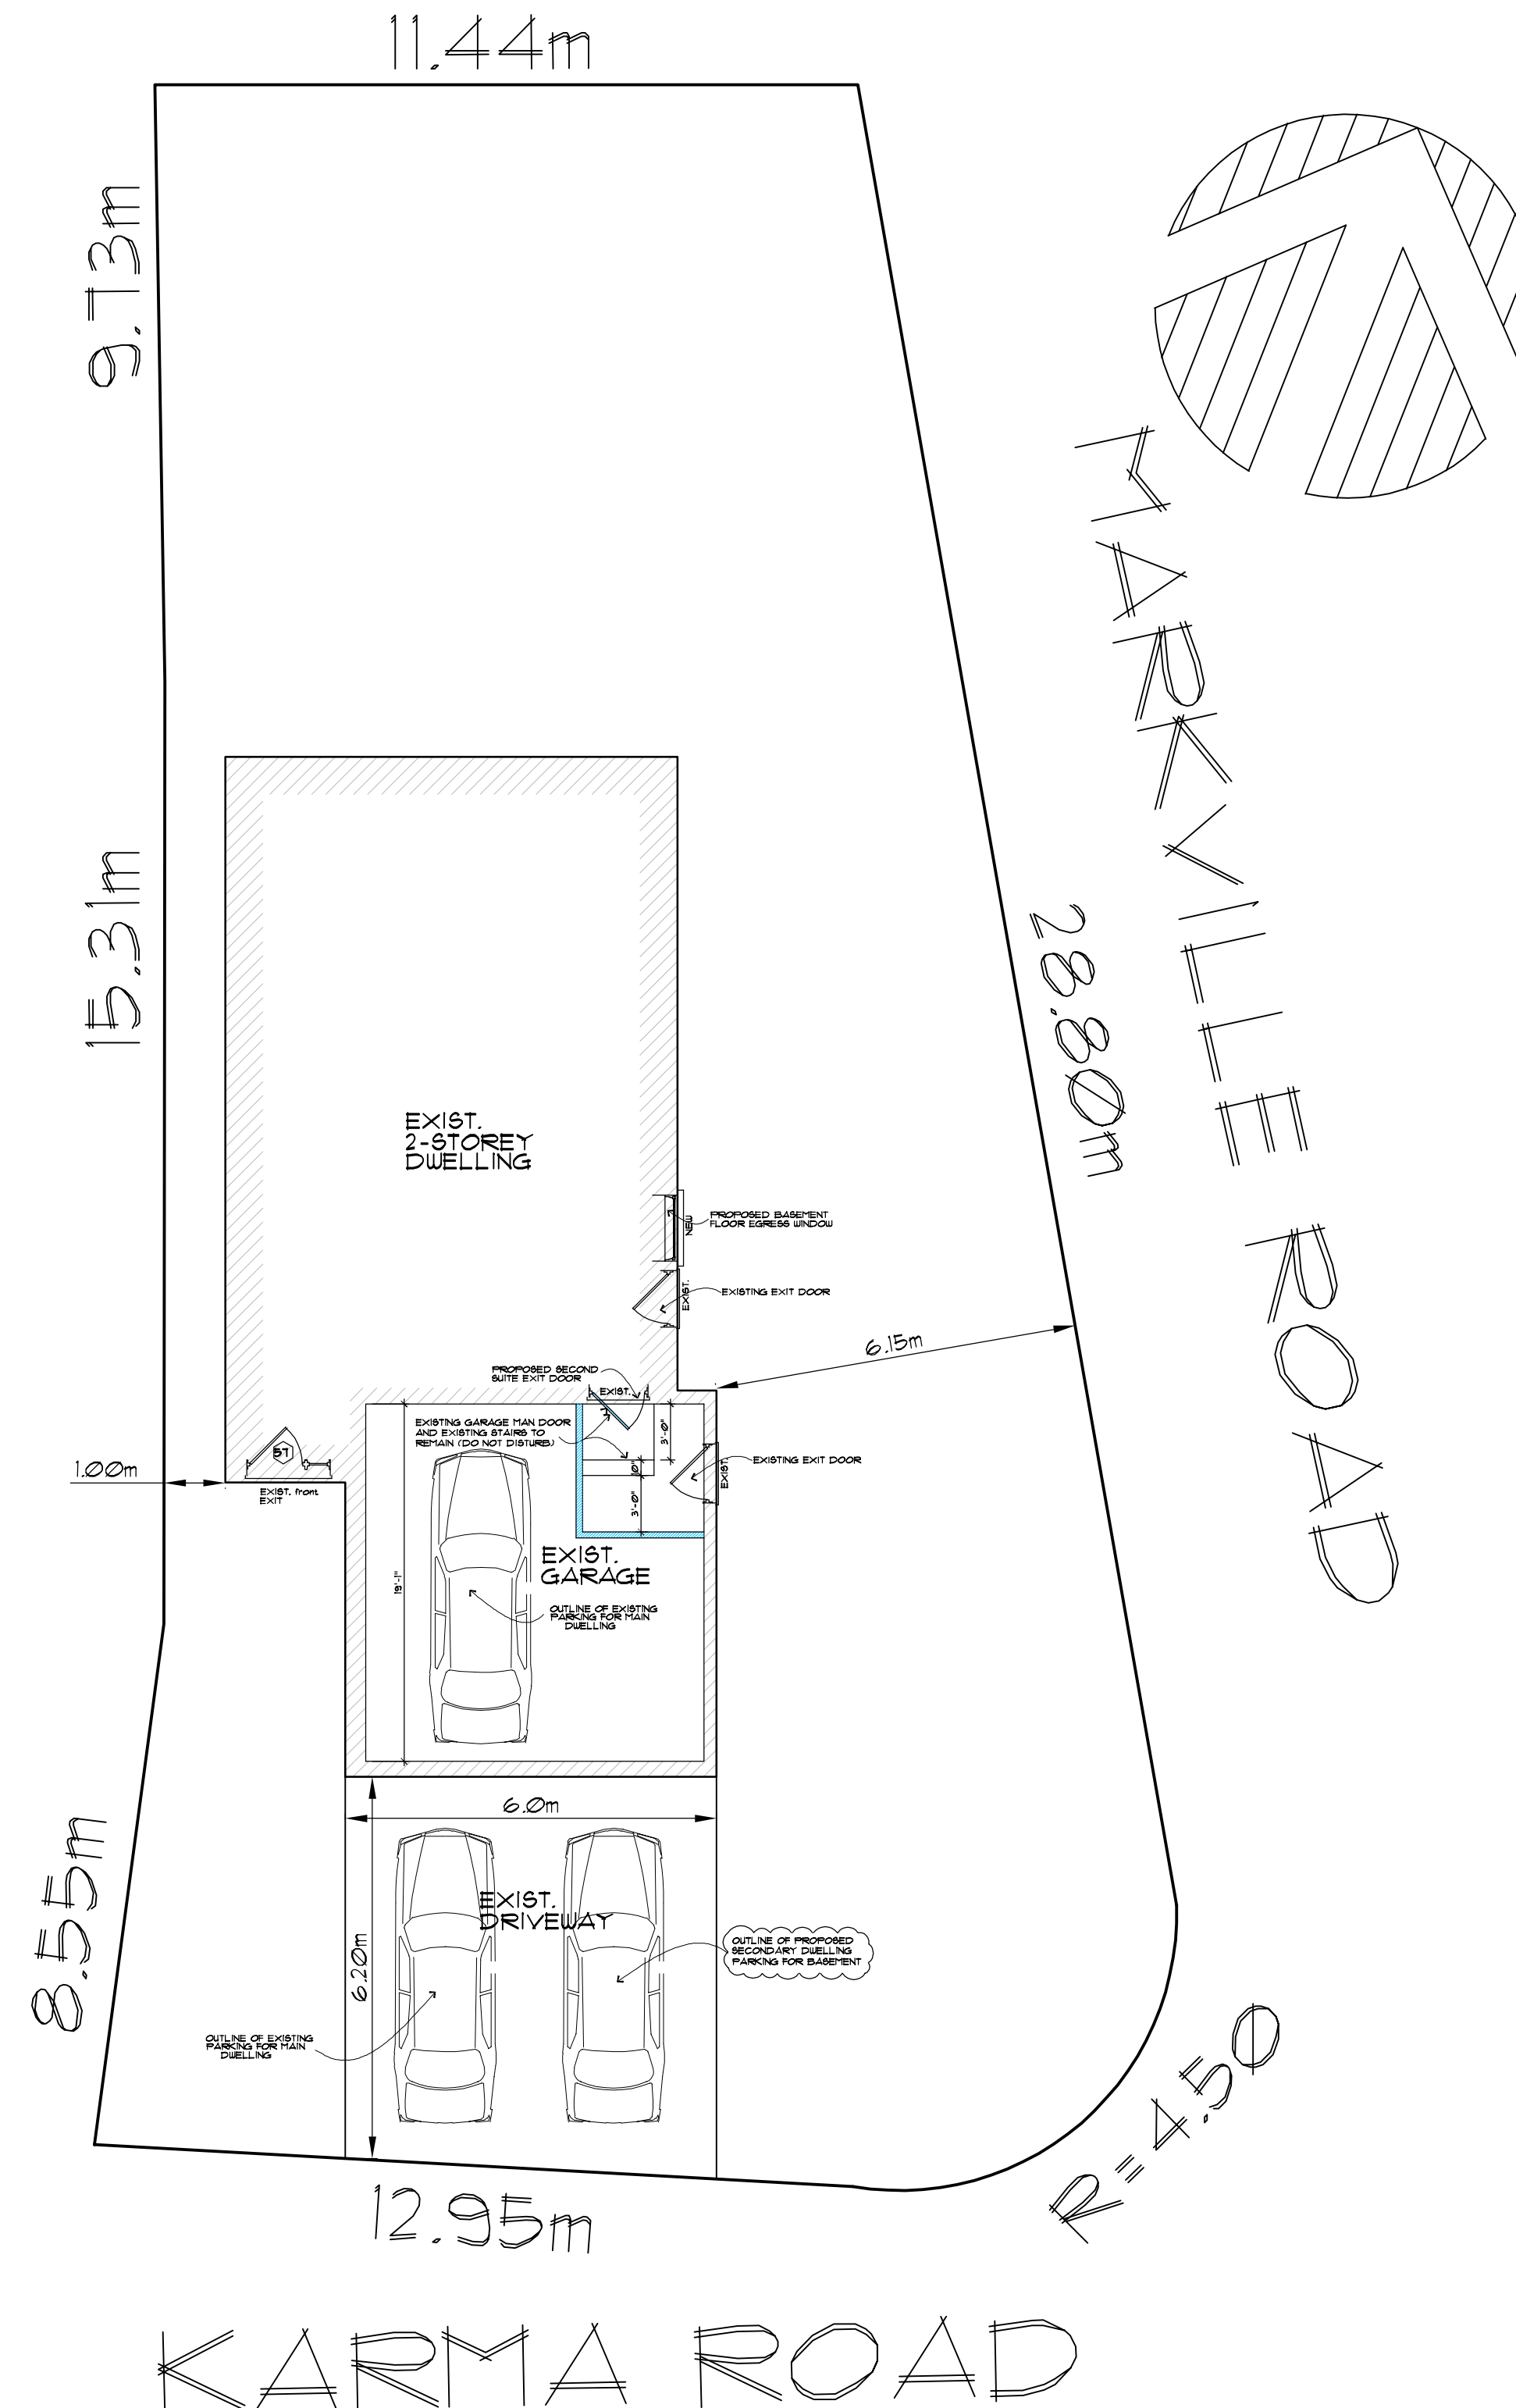 11.44m
9.73m
MARKVILLE ROAD
15.31m
28.80m
EXIST.
2-STOREY
DWELLING
NEW
PROPOSED BASEMENT
FLOOR EGRESS WINDOW
EXIST.
EXISTING EXIT DOOR
6.15m
PROPOSED SECOND
SUITE EXIT DOOR
EXIST.
EXISTING GARAGE MAN DOOR
AND EXISTING STAIRS TO
REMAIN (DO NOT DISTURB)
3'-0"
10"
3'-0"
EXIST.
EXISTING EXIT DOOR
57
1.00m
EXIST. front
EXIT
EXIST.
GARAGE
19'-1"
OUTLINE OF EXISTING
PARKING FOR MAIN
DWELLING
6.0m
8.55m
EXIST.
DRIVEWAY
6.20m
OUTLINE OF PROPOSED
SECONDARY DWELLING
PARKING FOR BASEMENT
OUTLINE OF EXISTING
PARKING FOR MAIN
DWELLING
R=4.50
12.95m
KARMA ROAD